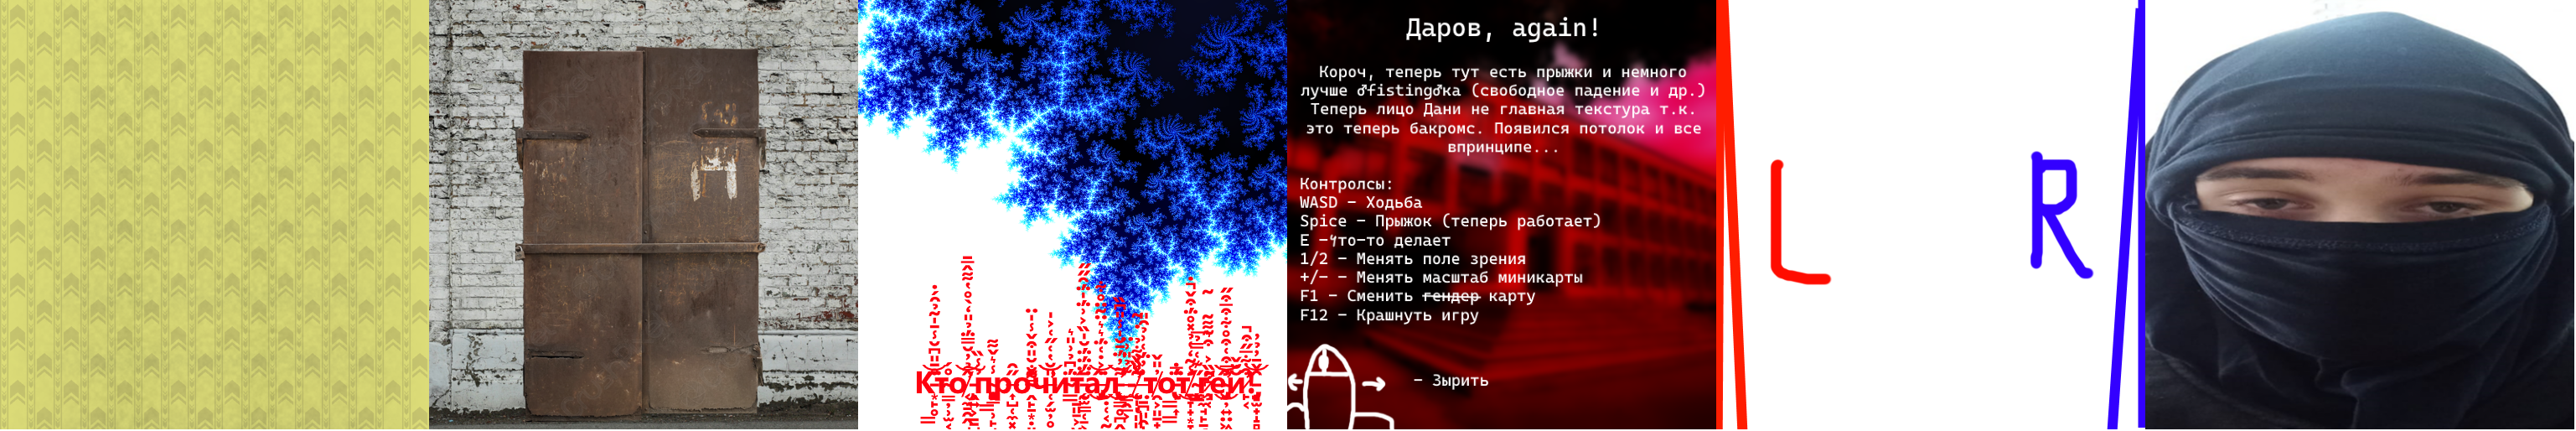 Н
Кто прочитал, тот гей!
Даров, again!
Короч, теперь тут есть прыжки и немного
лучше ♂fisting♂ка (свободное падение и др.)
Теперь лицо Дани не главная текстура т.к.
это теперь бакромс. Появился потолок и все
впринципе...
Контролсы:
WASD - Ходьба
Spice - Прыжок (теперь работает)
E -Что-то делает
1/2 - Менять поле зрения
+/- - Менять масштаб миникарты
F1 - Сменить гендер карту
F12 - Крашнуть игру
- Зырить
L
R